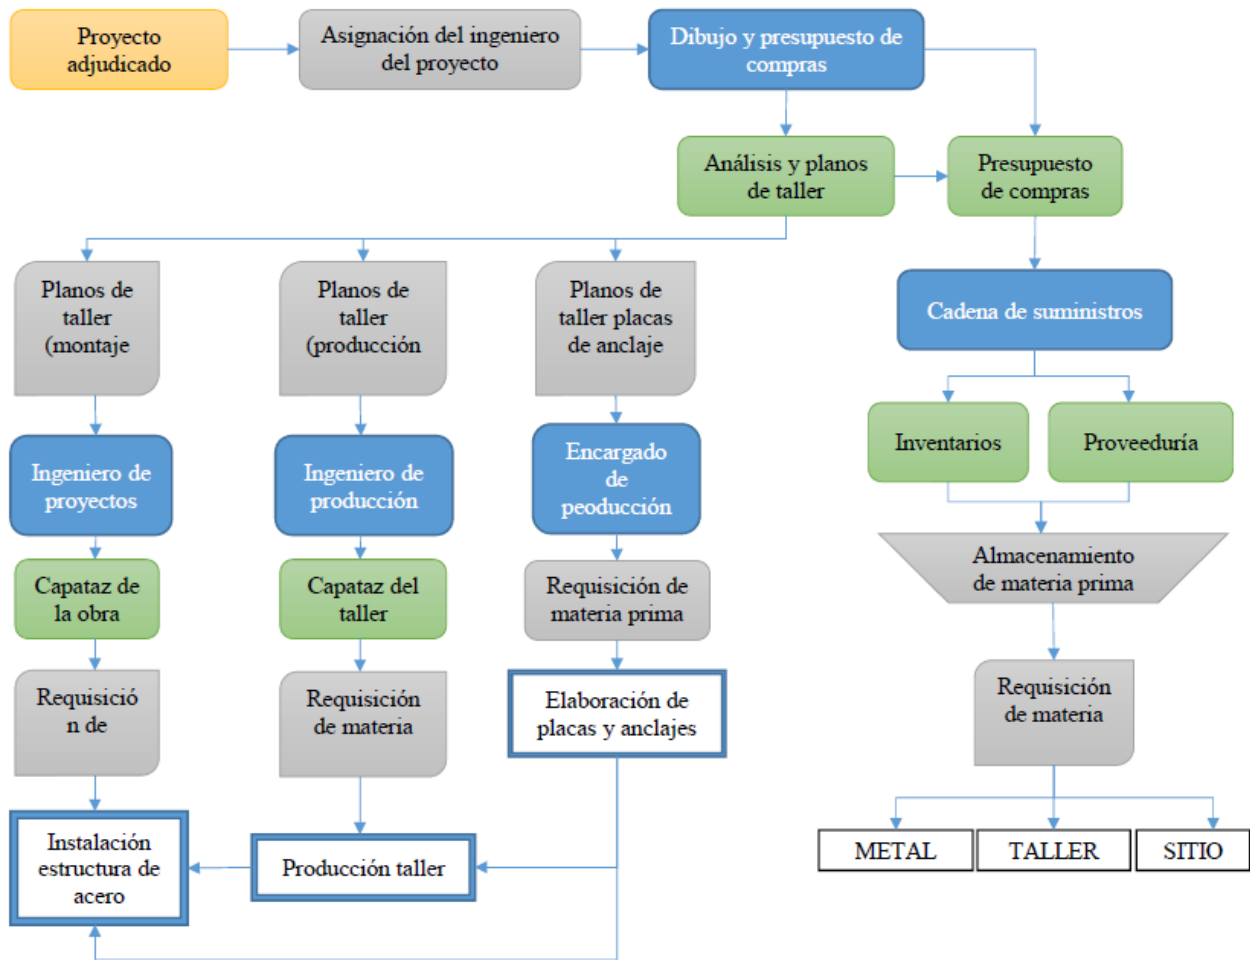 Proyecto
adjudicado
Asignación del ingeniero
del proyecto
Dibujo y presupuesto de
compras
Análisis y planos
de taller
Presupuesto
de compras
Planos de
taller
(montaje
Planos de
taller
(producción
Planos de
taller placas
de anclaje
Cadena de suministros
Inventarios
Proveeduría
Ingeniero de
proyectos
Ingeniero de
producción
Encargado
de
peoducción
Almacenamiento
de materia prima
Capataz de
la obra
Capataz del
taller
Requisición de
materia prima
Requisició
n de
Requisición
de materia
Elaboración de
placas y anclajes
Requisición
de materia
Instalación
estructura de
acero
Producción taller
METAL
TALLER
SITIO